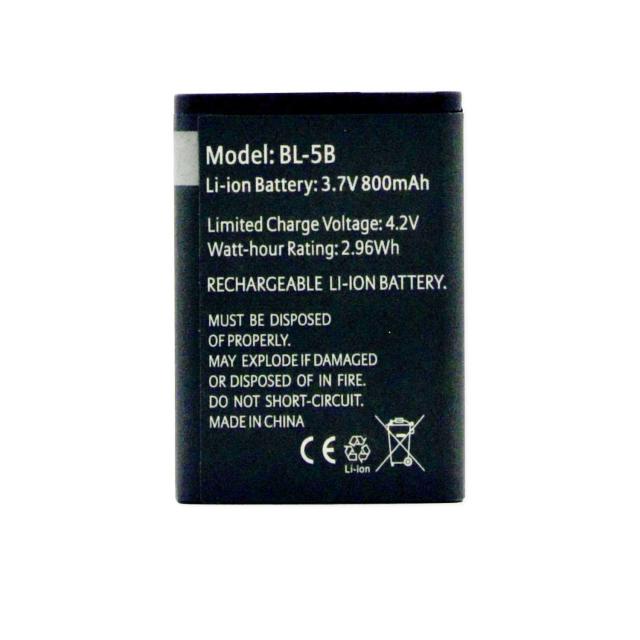 Model: BL-5B
Li-ion Battery: 3.7V 800mAh
Limited Charge Voltage: 4.2V
Watt-hour Rating: 2.96Wh
RECHARGEABLE LI-ION BATTERY.
MUST BE DISPOSED
OF PROPERLY.
MAY EXPLODE IF DAMAGED
OR DISPOSED OF IN FIRE.
DO NOT SHORT-CIRCUIT.
MADE IN CHINA
CE
Li-ion